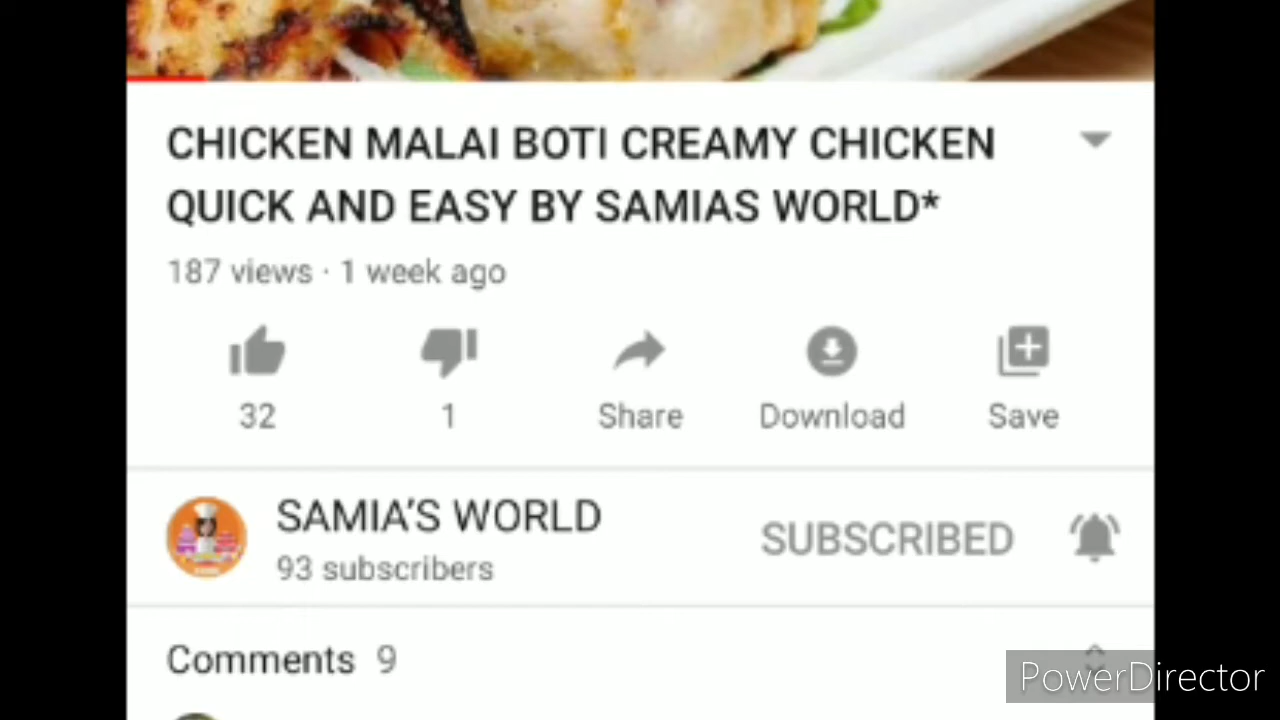 CHICKEN MALAI BOTI CREAMY CHICKEN
QUICK AND EASY BY SAMIAS WORLD*
187 views · 1 week ago
32
1
Share
Download
Save
SAMIA'S WORLD
93 subscribers
SUBSCRIBED
Comments 9
PowerDirector